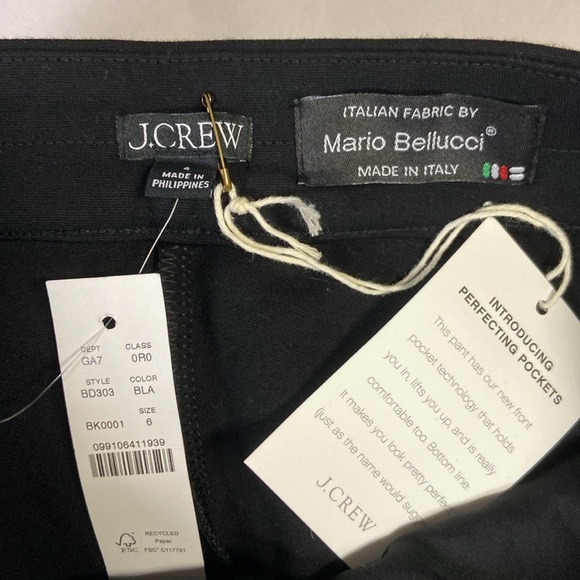 J.CREW
4
MADE IN
PHILIPPINES
ITALIAN FABRIC BY
Mario Bellucci®
MADE IN ITALY
DEPT CLASS
GA7 0R0
STYLE COLOR
BD303 BLA
SIZE
BK0001 6
099106411939
FSC
RECYCLED
Paper
FSC® C117751
INTRODUCING
PERFECTING POCKETS
This pant has our new front
pocket technology that holds
you in, lifts you up, and is really
comfortable too. Bottom line:
it makes you look pretty perfect
(just as the name would
J.CREW